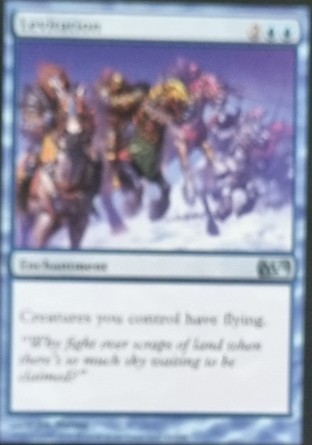 Levitation 2
Enchantment
Creatures you control have flying.
"Why fight over scraps of land when
there's so much sky waiting to be
claimed?"